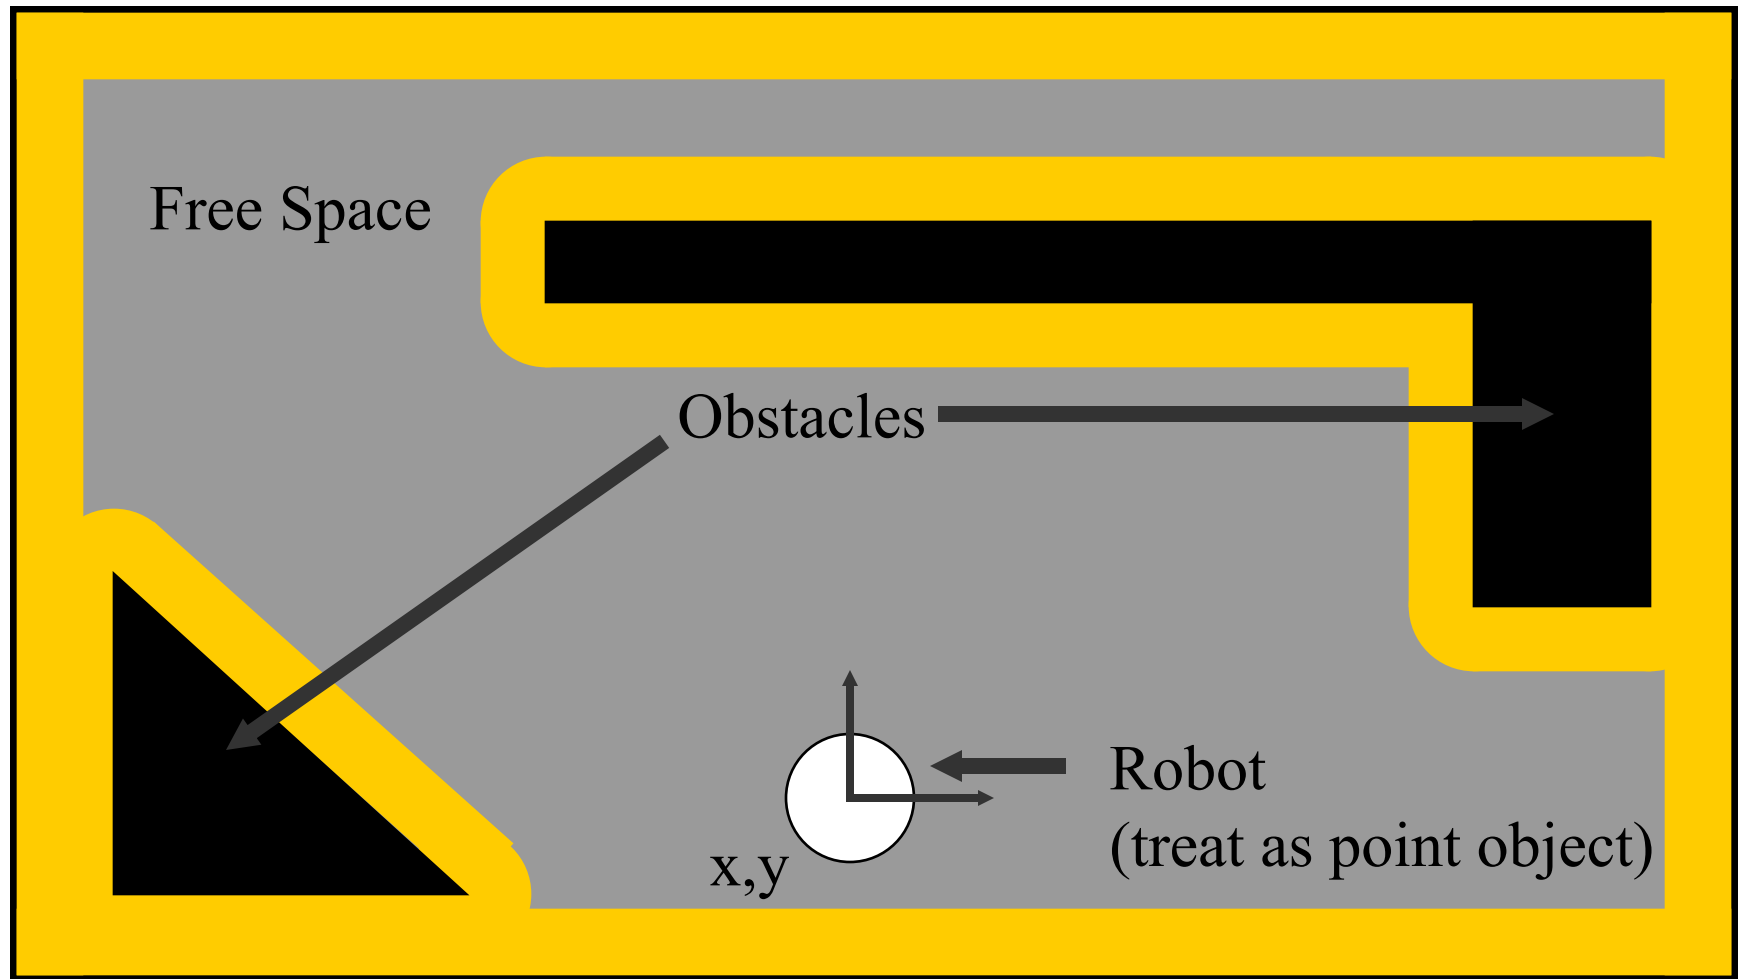 Free Space
Obstacles
Robot
(treat as point object)
x,y